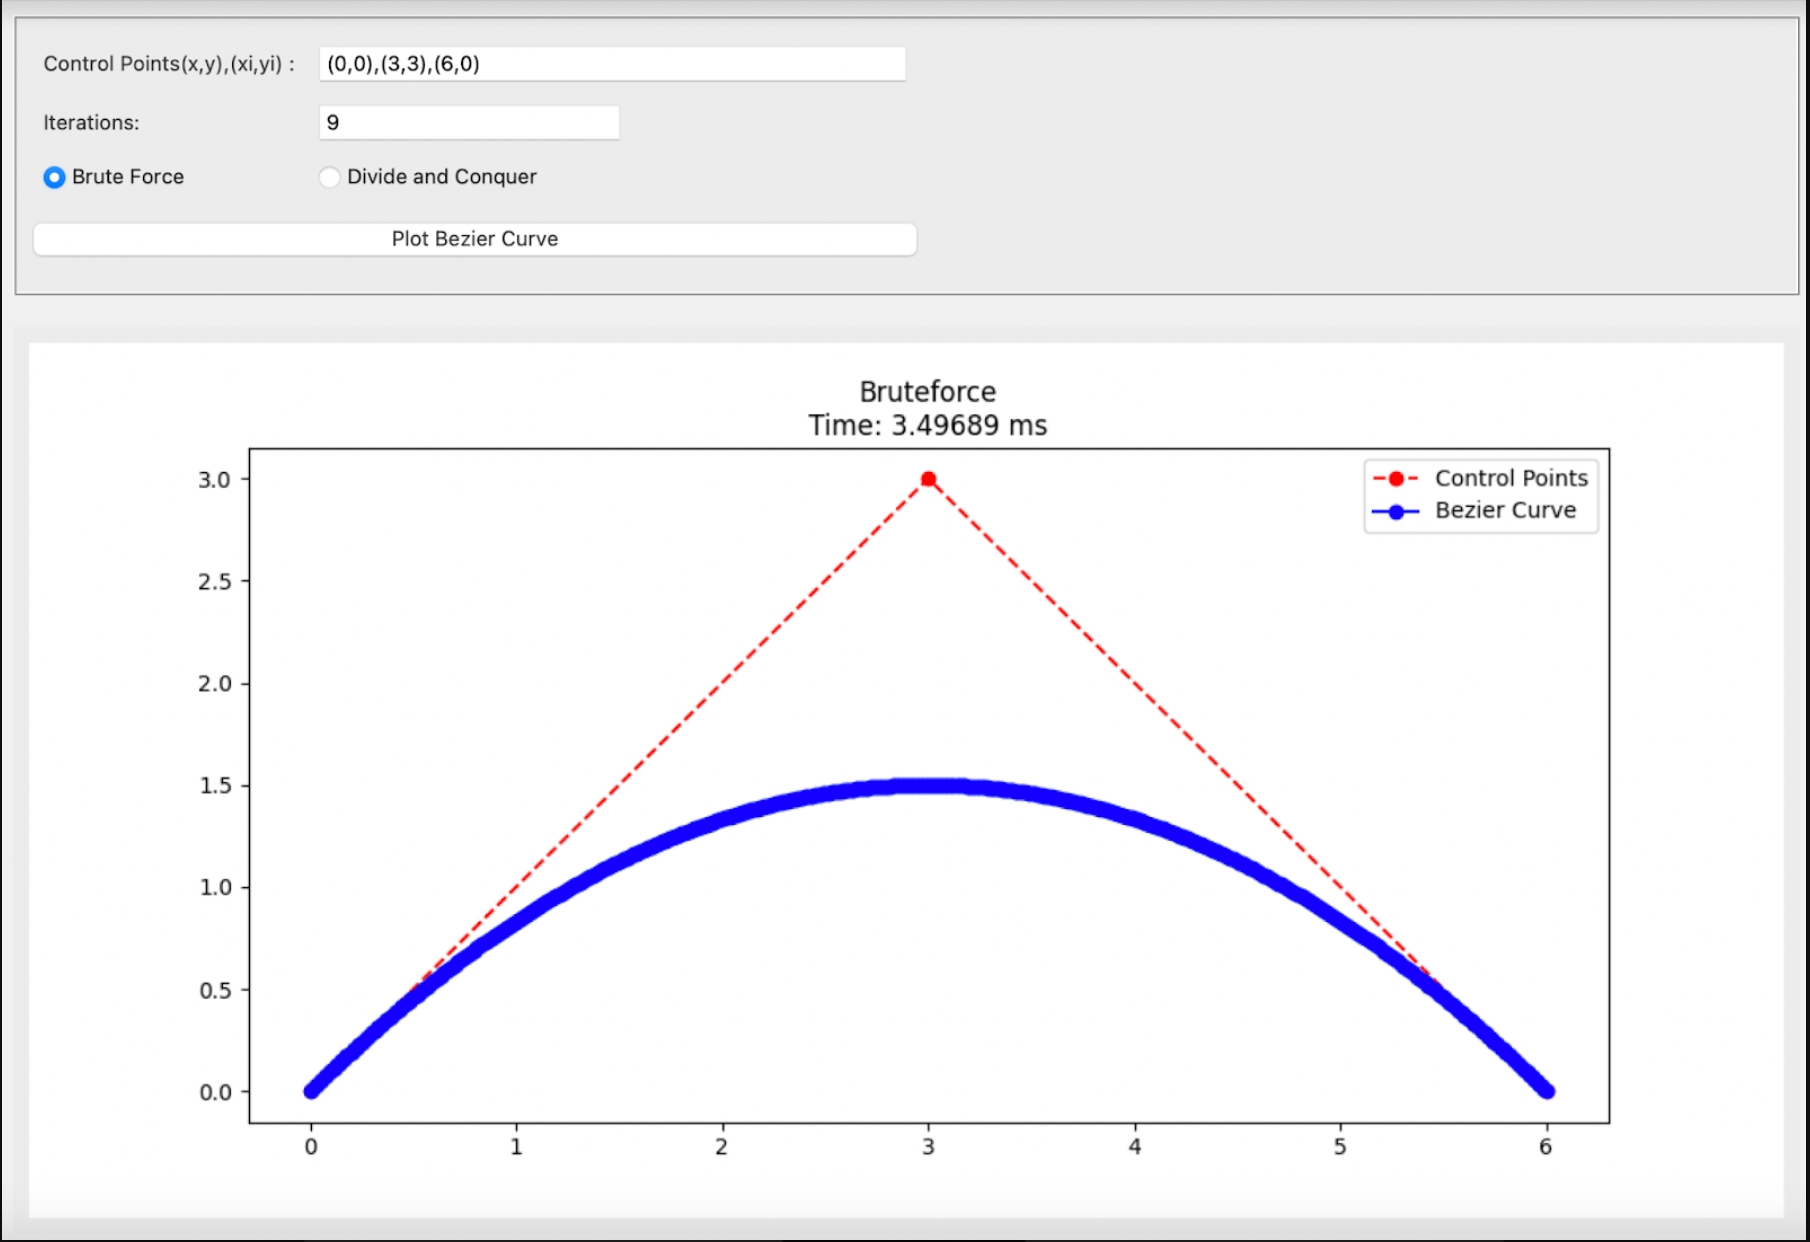 Control Points(x,y),(xi,yi) : (0,0),(3,3),(6,0)
Iterations: 9
Brute Force Divide and Conquer
Plot Bezier Curve
Bruteforce
Time: 3.49689 ms
Control Points
Bezier Curve
3.0
2.5
2.0
1.5
1.0
0.5
0.0
0 1 2 3 4 5 6